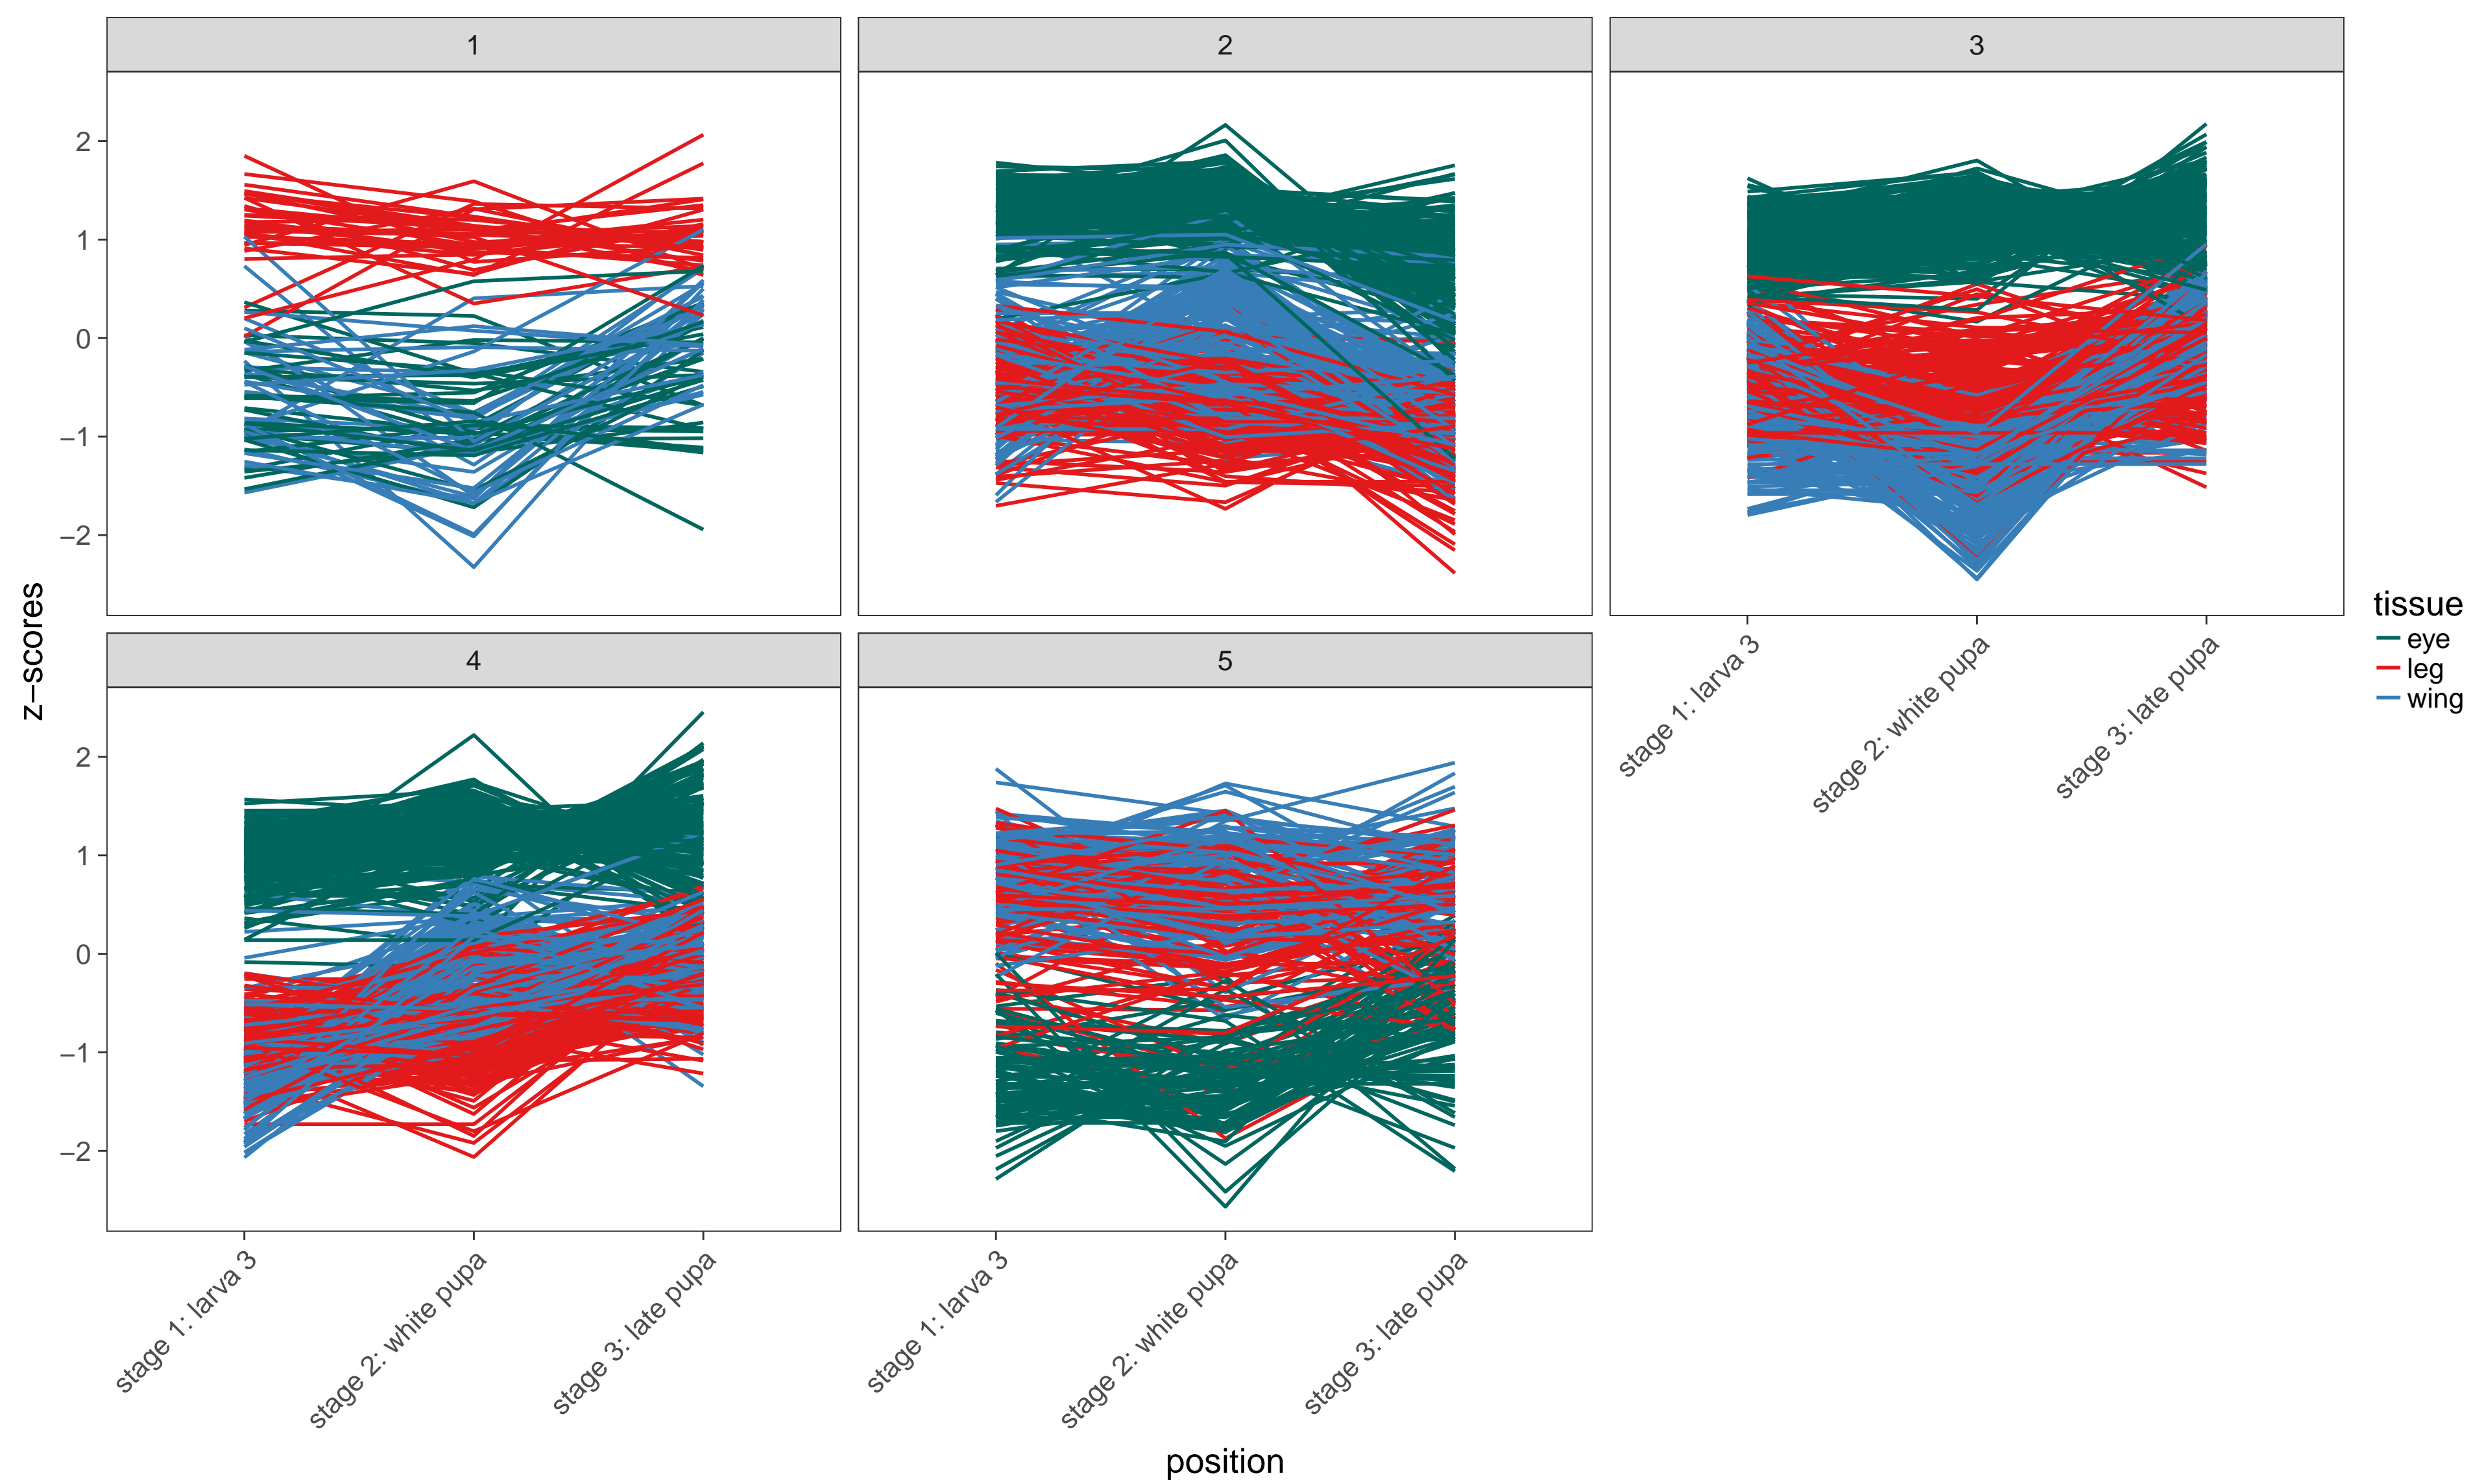 1
2
3
2
1
0
−1
−2
z−scores
stage 1: larva 3
stage 2: white pupa
stage 3: late pupa
tissue
eye
leg
wing
4
5
2
1
0
−1
−2
stage 1: larva 3
stage 2: white pupa
stage 3: late pupa
stage 1: larva 3
stage 2: white pupa
stage 3: late pupa
position